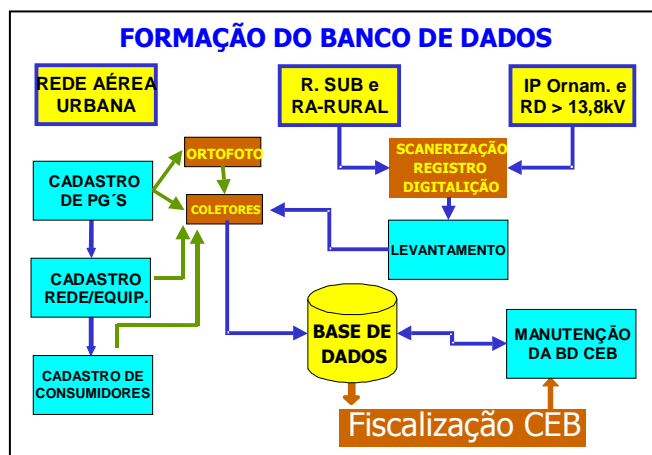 FORMAÇÃO DO BANCO DE DADOS
REDE AÉREA
URBANA
R. SUB e
RA-RURAL
IP Ornam. e
RD > 13,8kV
ORTOFOTO
SCANERIZAÇÃO
REGISTRO
DIGITALIÇÃO
CADASTRO
DE PG´S
COLETORES
LEVANTAMENTO
CADASTRO
REDE/EQUIP.
BASE DE
DADOS
MANUTENÇÃO
DA BD CEB
CADASTRO DE
CONSUMIDORES
Fiscalização CEB